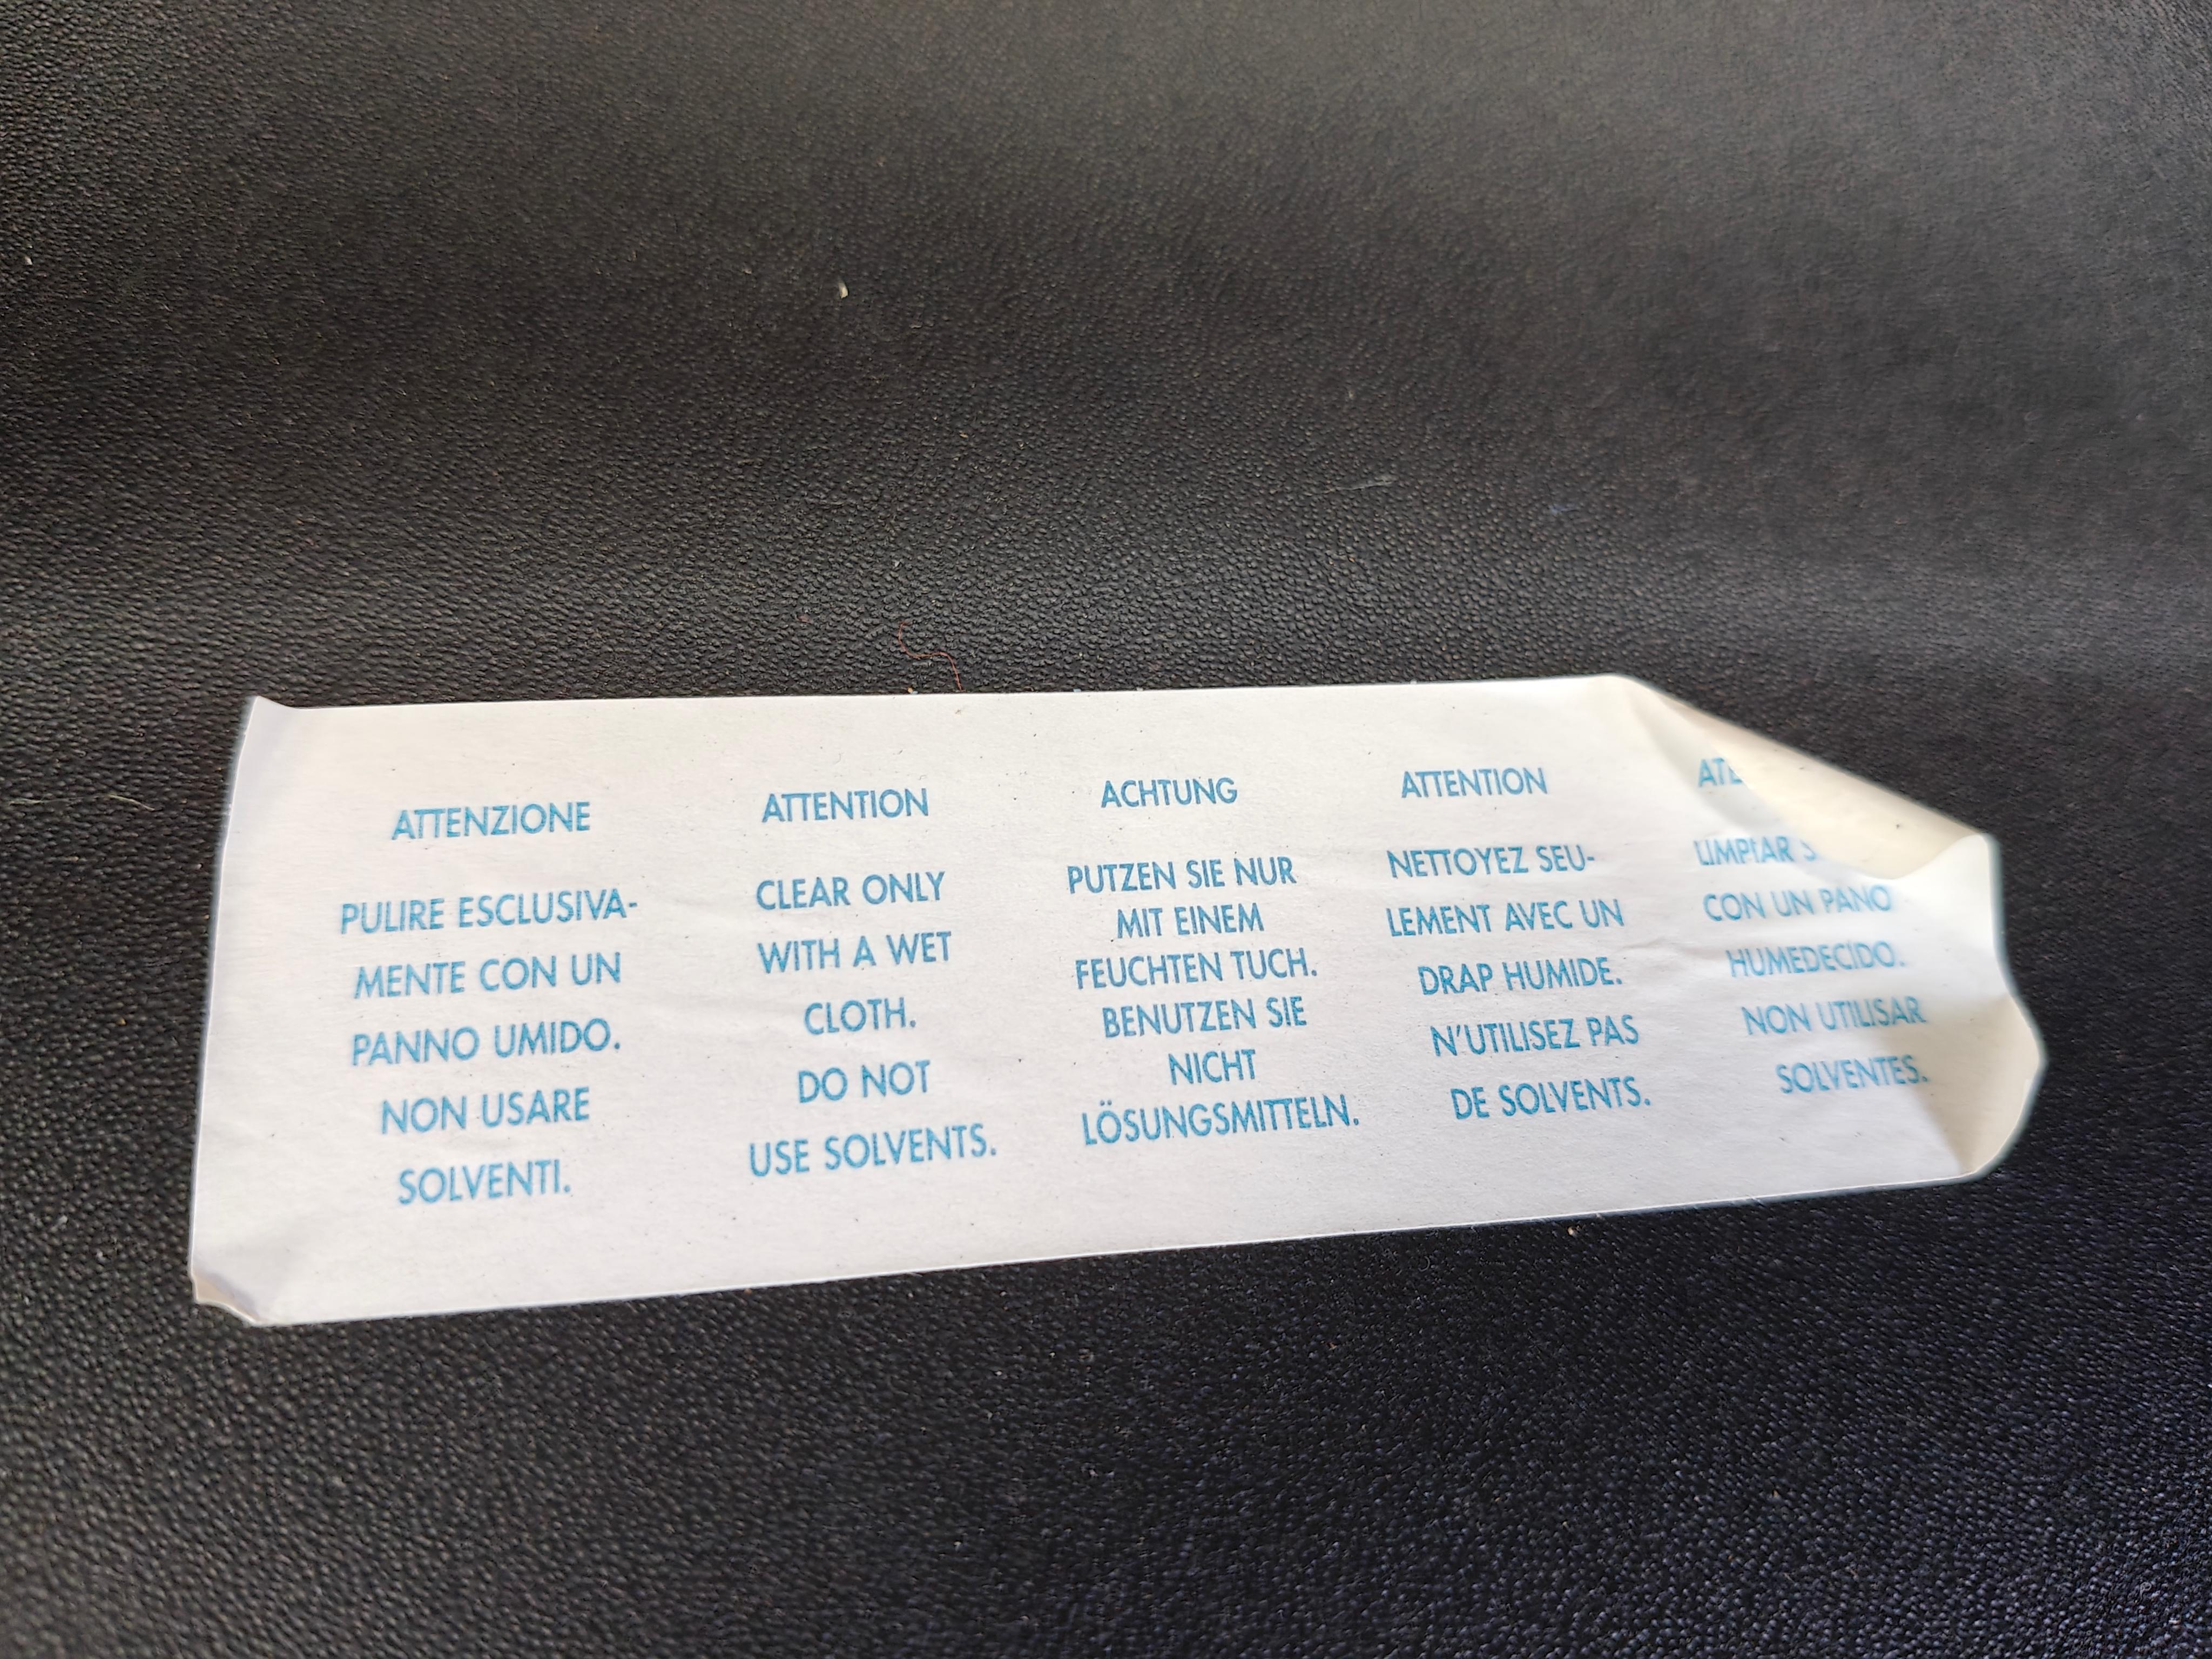 ATTENZIONE
PULIRE ESCLUSIVA-
MENTE CON UN
PANNO UMIDO.
NON USARE
SOLVENTI.
ATTENTION
CLEAR ONLY
WITH A WET
CLOTH.
DO NOT
USE SOLVENTS.
ACHTUNG
PUTZEN SIE NUR
MIT EINEM
FEUCHTEN TUCH.
BENUTZEN SIE
NICHT
LÖSUNGSMITTELN.
ATTENTION
NETTOYEZ SEU-
LEMENT AVEC UN
DRAP HUMIDE.
N'UTILISEZ PAS
DE SOLVENTS.
LIMPIAR
CON UN PANO
HUMEDECIDO.
NON UTILISAR
SOLVENTES.